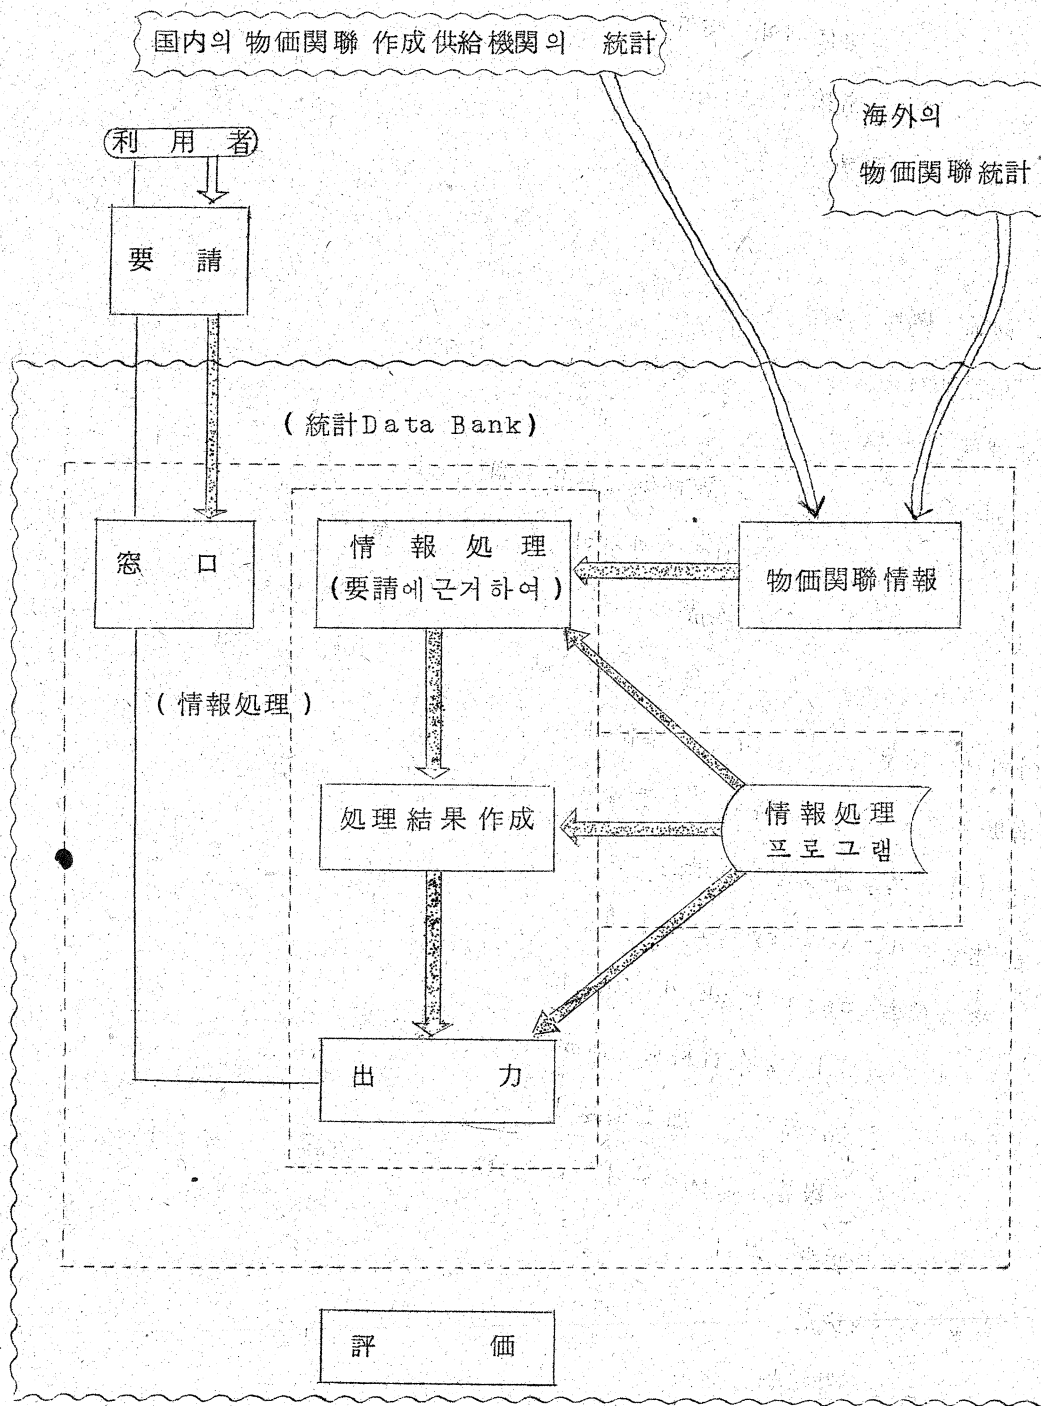 国内의 物価関聯 作成供給機関의 統計
海外의
物価関聯統計
利用者
要請
(統計Data Bank)
窓口
情報処理
(要請에근거하여)
物価関聯情報
(情報処理)
処理結果作成
情報処理
프로그램
出力
評価